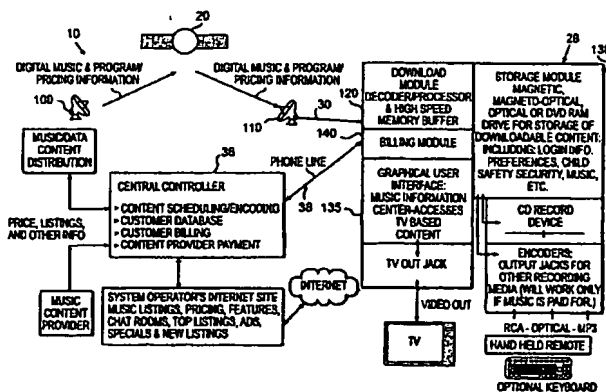 10
20
DIGITAL MUSIC & PROGRAM/
PRICING INFORMATION
DIGITAL MUSIC & PROGRAM/
PRICING INFORMATION
100
110
30
MUSIC/DATA
CONTENT
DISTRIBUTION
36
CENTRAL CONTROLLER
CONTENT SCHEDULING/ENCODING
CUSTOMER DATABASE
CUSTOMER BILLING
CONTENT PROVIDER PAYMENT
PRICE, LISTINGS,
AND OTHER INFO
MUSIC CONTENT
PROVIDER
SYSTEM OPERATOR'S INTERNET SITE
MUSIC LISTINGS, PRICING, FEATURES,
CHAT ROOMS, TOP LISTINGS, ADS,
SPECIALS & NEW LISTINGS
INTERNET
PHONE LINE
38
120
DOWNLOAD
MODULE
DECODER/PROCESSOR
& HIGH SPEED
MEMORY BUFFER
140
BILLING MODULE
135
GRAPHICAL USER
INTERFACE:
MUSIC INFORMATION
CENTER-ACCESSES
TV BASED
CONTENT
TV OUT JACK
VIDEO OUT
TV
28
130
STORAGE MODULE
MAGNETIC,
MAGNETO-OPTICAL,
OPTICAL OR DVD RAM
DRIVE FOR STORAGE OF
DOWNLOADABLE CONTENT:
INCLUDING: LOGIN INFO.
PREFERENCES, CHILD
SAFETY SECURITY, MUSIC,
ETC.
CD RECORD
DEVICE
ENCODERS:
OUTPUT JACKS FOR
OTHER RECORDING
MEDIA (WILL WORK ONLY
IF MUSIC IS PAID FOR.)
RCA - OPTICAL - MP3
HAND HELD REMOTE
OPTIONAL KEYBOARD